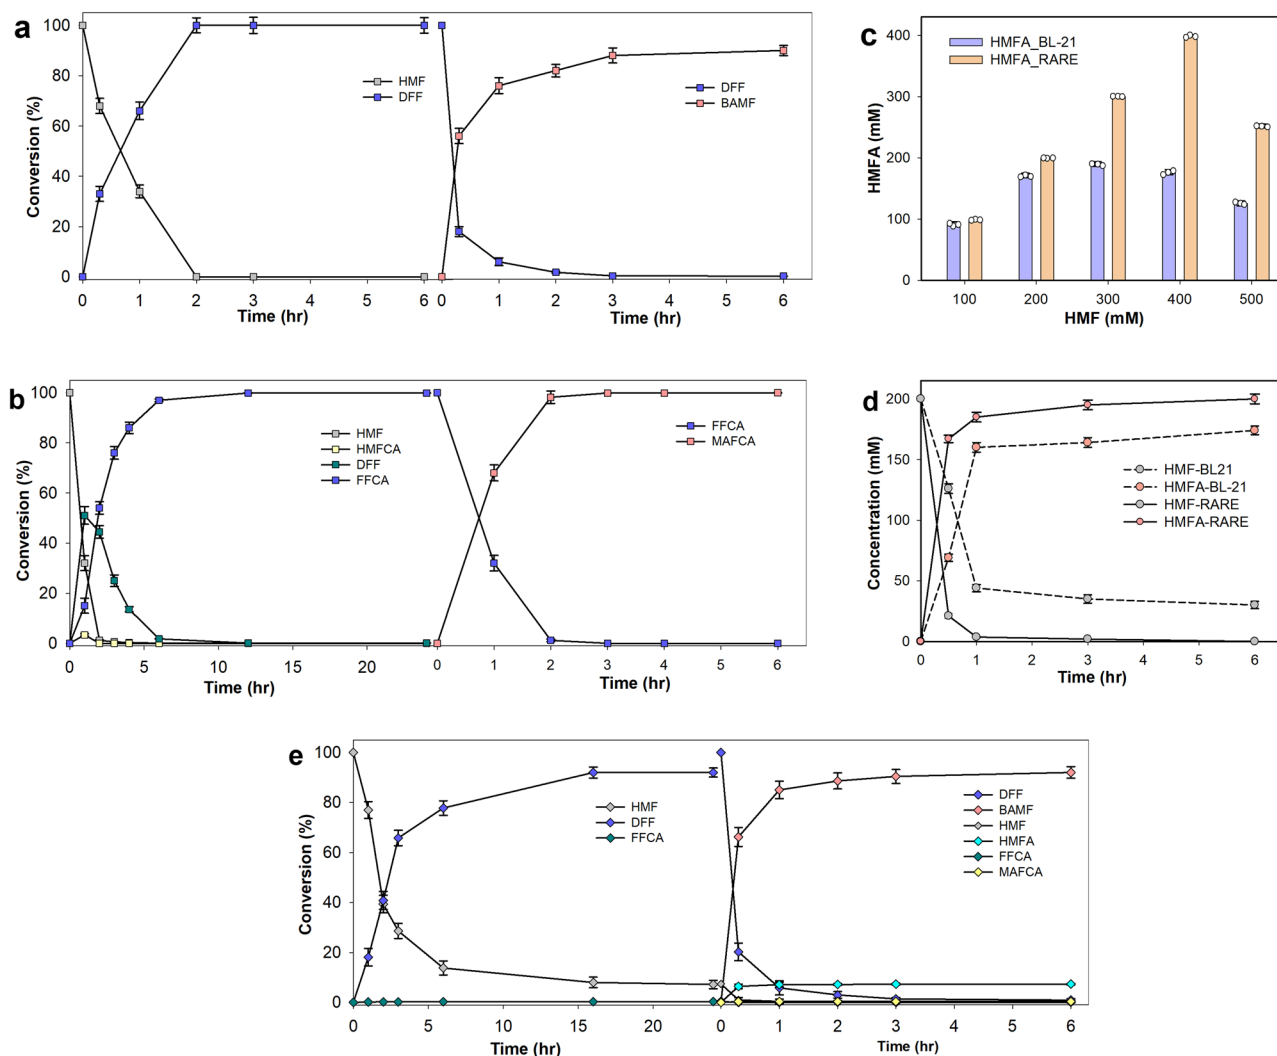 a
Conversion (%)
100
80
60
40
20
0
HMF
DFF
DFF
BAMF
0 1 2 3 4 5 6 0 1 2 3 4 5 6
Time (hr) Time (hr)
c
HMFA_BL-21
HMFA_RARE
HMFA (mM)
400
300
200
100
0
100 200 300 400 500
HMF (mM)
b
Conversion (%)
100
80
60
40
20
0
HMF
HMFCA
DFF
FFCA
FFCA
MAFCA
0 5 10 15 20 0 1 2 3 4 5 6
Time (hr) Time (hr)
d
Concentration (mM)
200
150
100
50
0
HMF-BL21
HMFA-BL-21
HMF-RARE
HMFA-RARE
0 1 2 3 4 5 6
Time (hr)
e
Conversion (%)
100
80
60
40
20
0
HMF
DFF
FFCA
DFF
BAMF
HMF
HMFA
FFCA
MAFCA
0 5 10 15 20 0 1 2 3 4 5 6
Time (hr) Time (hr)